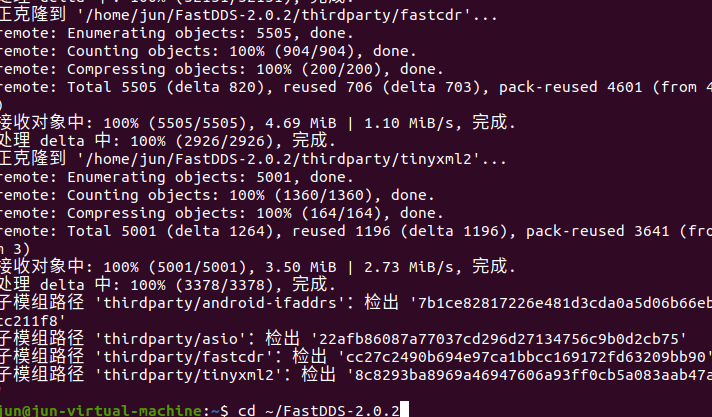 处理 delta 中: 100% (32151/32151), 完成.
正克隆到 '/home/jun/FastDDS-2.0.2/thirdparty/fastcdr'...
remote: Enumerating objects: 5505, done.
remote: Counting objects: 100% (904/904), done.
remote: Compressing objects: 100% (200/200), done.
remote: Total 5505 (delta 820), reused 706 (delta 703), pack-reused 4601 (from 4
)
接收对象中: 100% (5505/5505), 4.69 MiB | 1.10 MiB/s, 完成.
处理 delta 中: 100% (2926/2926), 完成.
正克隆到 '/home/jun/FastDDS-2.0.2/thirdparty/tinyxml2'...
remote: Enumerating objects: 5001, done.
remote: Counting objects: 100% (1360/1360), done.
remote: Compressing objects: 100% (164/164), done.
remote: Total 5001 (delta 1264), reused 1196 (delta 1196), pack-reused 3641 (fro
m 3)
接收对象中: 100% (5001/5001), 3.50 MiB | 2.73 MiB/s, 完成.
处理 delta 中: 100% (3378/3378), 完成.
子模组路径 'thirdparty/android-ifaddrs'：检出 '7b1ce82817226e481d3cda0a5d06b66eb
cc211f8'
子模组路径 'thirdparty/asio'：检出 '22afb86087a77037cd296d27134756c9b0d2cb75'
子模组路径 'thirdparty/fastcdr'：检出 'cc27c2490b694e97ca1bbcc169172fd63209bb90'
子模组路径 'thirdparty/tinyxml2'：检出 '8c8293ba8969a46947606a93ff0cb5a083aab47a
'
jun@jun-virtual-machine:~$ cd ~/FastDDS-2.0.2